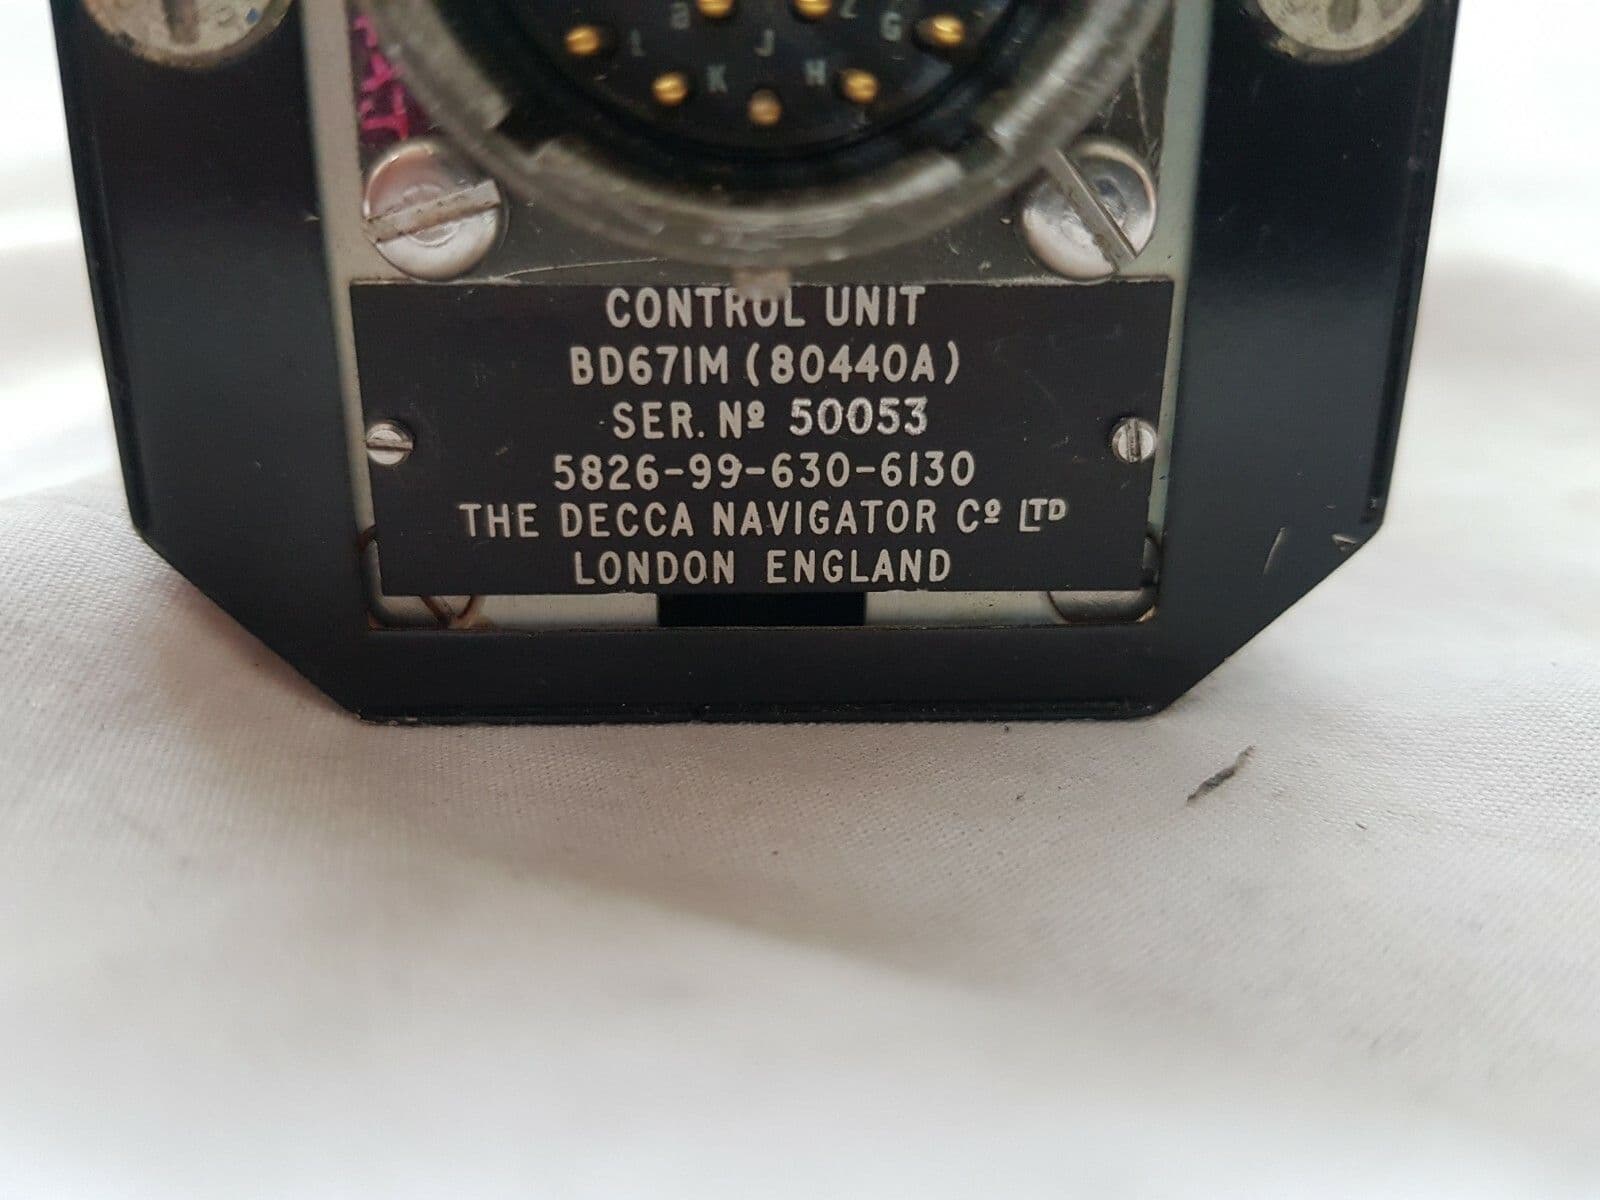 a Z
L J G
K H
CONTROL UNIT
BD671M (80440A)
SER. Nº 50053
5826-99-630-6130
THE DECCA NAVIGATOR Cº LTD
LONDON ENGLAND